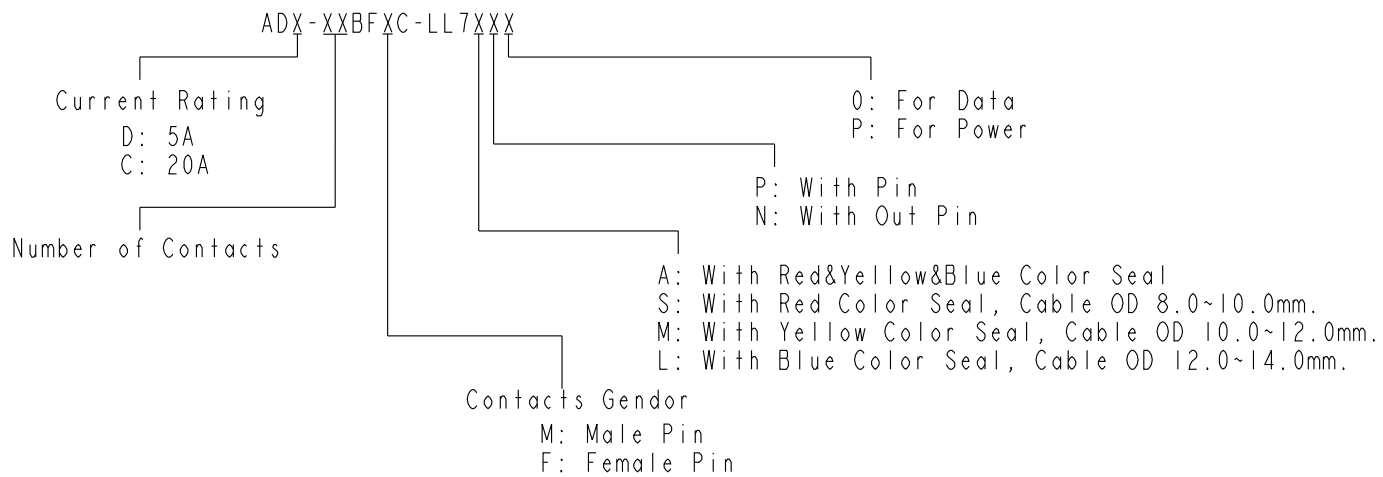 ADX-XXBFXC-LL7XXX
Current Rating
D: 5A
C: 20A
Number of Contacts
0: For Data
P: For Power
P: With Pin
N: With Out Pin
A: With Red&Yellow&Blue Color Seal
S: With Red Color Seal, Cable OD 8.0~10.0mm.
M: With Yellow Color Seal, Cable OD 10.0~12.0mm.
L: With Blue Color Seal, Cable OD 12.0~14.0mm.
Contacts Gendor
M: Male Pin
F: Female Pin